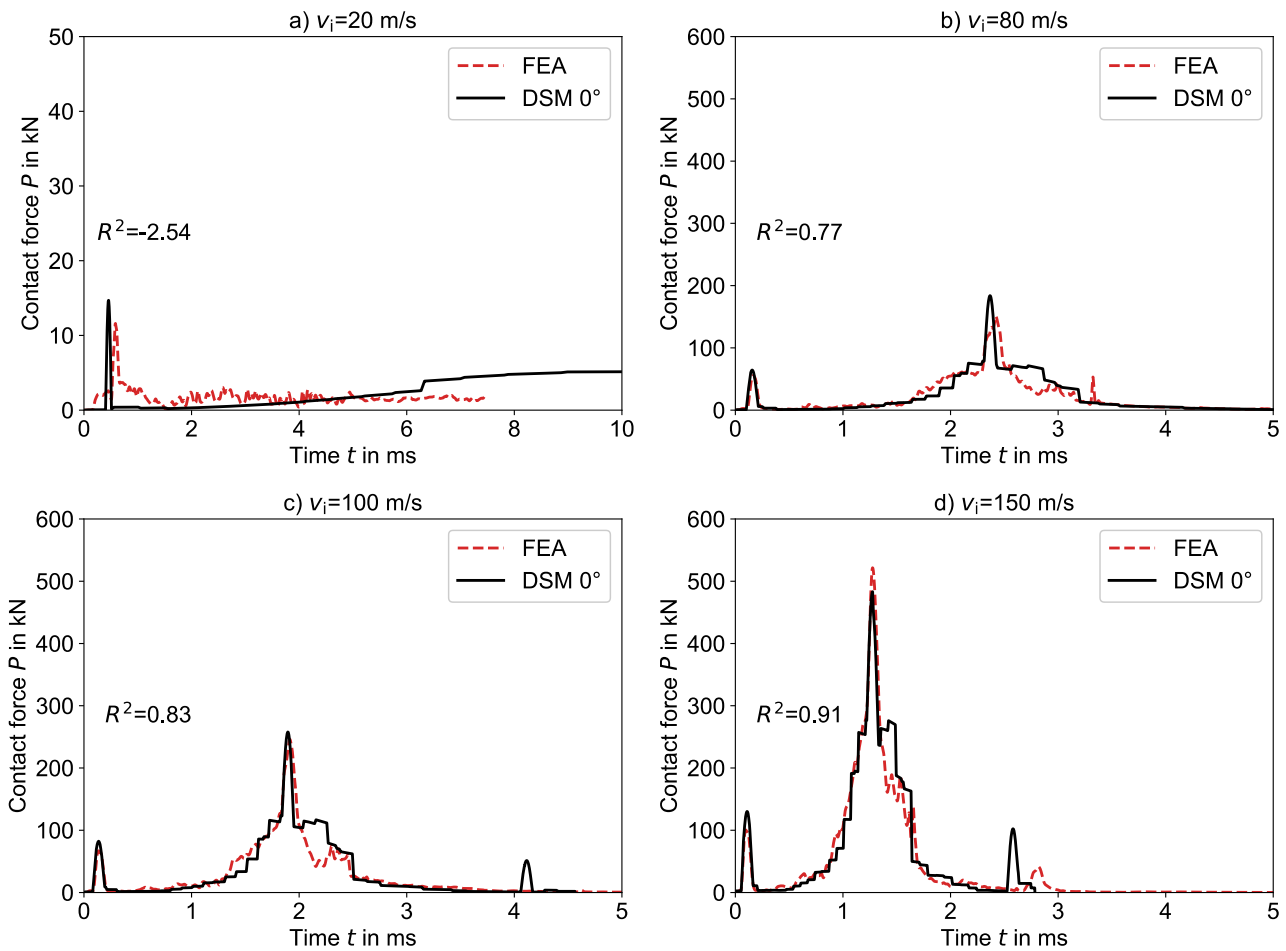 a) vᵢ=20 m/s
Contact force P in kN
50
40
30
20
10
0
FEA
DSM 0°
R²=-2.54
0 2 4 6 8 10
Time t in ms
b) vᵢ=80 m/s
Contact force P in kN
600
500
400
300
200
100
0
FEA
DSM 0°
R²=0.77
0 1 2 3 4 5
Time t in ms
c) vᵢ=100 m/s
Contact force P in kN
600
500
400
300
200
100
0
FEA
DSM 0°
R²=0.83
0 1 2 3 4 5
Time t in ms
d) vᵢ=150 m/s
Contact force P in kN
600
500
400
300
200
100
0
FEA
DSM 0°
R²=0.91
0 1 2 3 4 5
Time t in ms